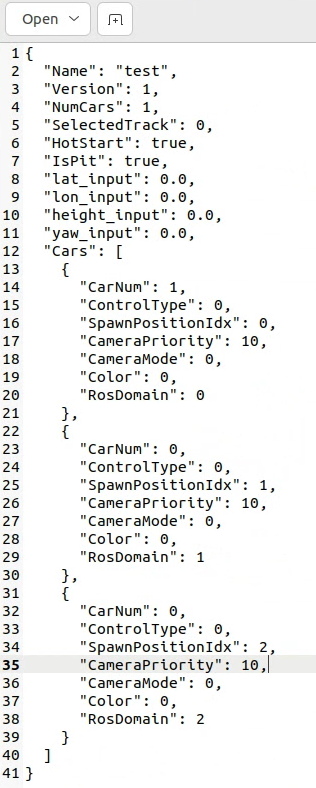 Open
1 {
2   "Name": "test",
3   "Version": 1,
4   "NumCars": 1,
5   "SelectedTrack": 0,
6   "HotStart": true,
7   "IsPit": true,
8   "lat_input": 0.0,
9   "lon_input": 0.0,
10   "height_input": 0.0,
11   "yaw_input": 0.0,
12   "Cars": [
13     {
14       "CarNum": 1,
15       "ControlType": 0,
16       "SpawnPositionIdx": 0,
17       "CameraPriority": 10,
18       "CameraMode": 0,
19       "Color": 0,
20       "RosDomain": 0
21     },
22     {
23       "CarNum": 0,
24       "ControlType": 0,
25       "SpawnPositionIdx": 1,
26       "CameraPriority": 10,
27       "CameraMode": 0,
28       "Color": 0,
29       "RosDomain": 1
30     },
31     {
32       "CarNum": 0,
33       "ControlType": 0,
34       "SpawnPositionIdx": 2,
35       "CameraPriority": 10,
36       "CameraMode": 0,
37       "Color": 0,
38       "RosDomain": 2
39     }
40   ]
41 }